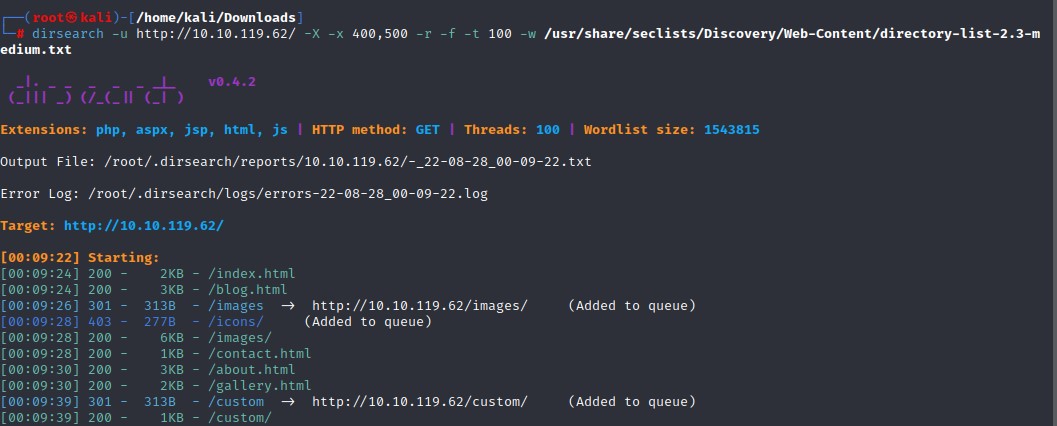 ┌──(root㉿kali)-[/home/kali/Downloads]
└─# dirsearch -u http://10.10.119.62/ -X -x 400,500 -r -f -t 100 -w /usr/share/seclists/Discovery/Web-Content/directory-list-2.3-m
edium.txt
  _|. _ _  _  _  _ _|_    v0.4.2
 (_||| _) (/_(_|| (_| )
Extensions: php, aspx, jsp, html, js | HTTP method: GET | Threads: 100 | Wordlist size: 1543815
Output File: /root/.dirsearch/reports/10.10.119.62/-_22-08-28_00-09-22.txt
Error Log: /root/.dirsearch/logs/errors-22-08-28_00-09-22.log
Target: http://10.10.119.62/
[00:09:22] Starting:
[00:09:24] 200 -    2KB - /index.html
[00:09:24] 200 -    3KB - /blog.html
[00:09:26] 301 -  313B  - /images  →  http://10.10.119.62/images/     (Added to queue)
[00:09:28] 403 -  277B  - /icons/     (Added to queue)
[00:09:28] 200 -    6KB - /images/
[00:09:28] 200 -    1KB - /contact.html
[00:09:30] 200 -    3KB - /about.html
[00:09:30] 200 -    2KB - /gallery.html
[00:09:39] 301 -  313B  - /custom  →  http://10.10.119.62/custom/     (Added to queue)
[00:09:39] 200 -    1KB - /custom/